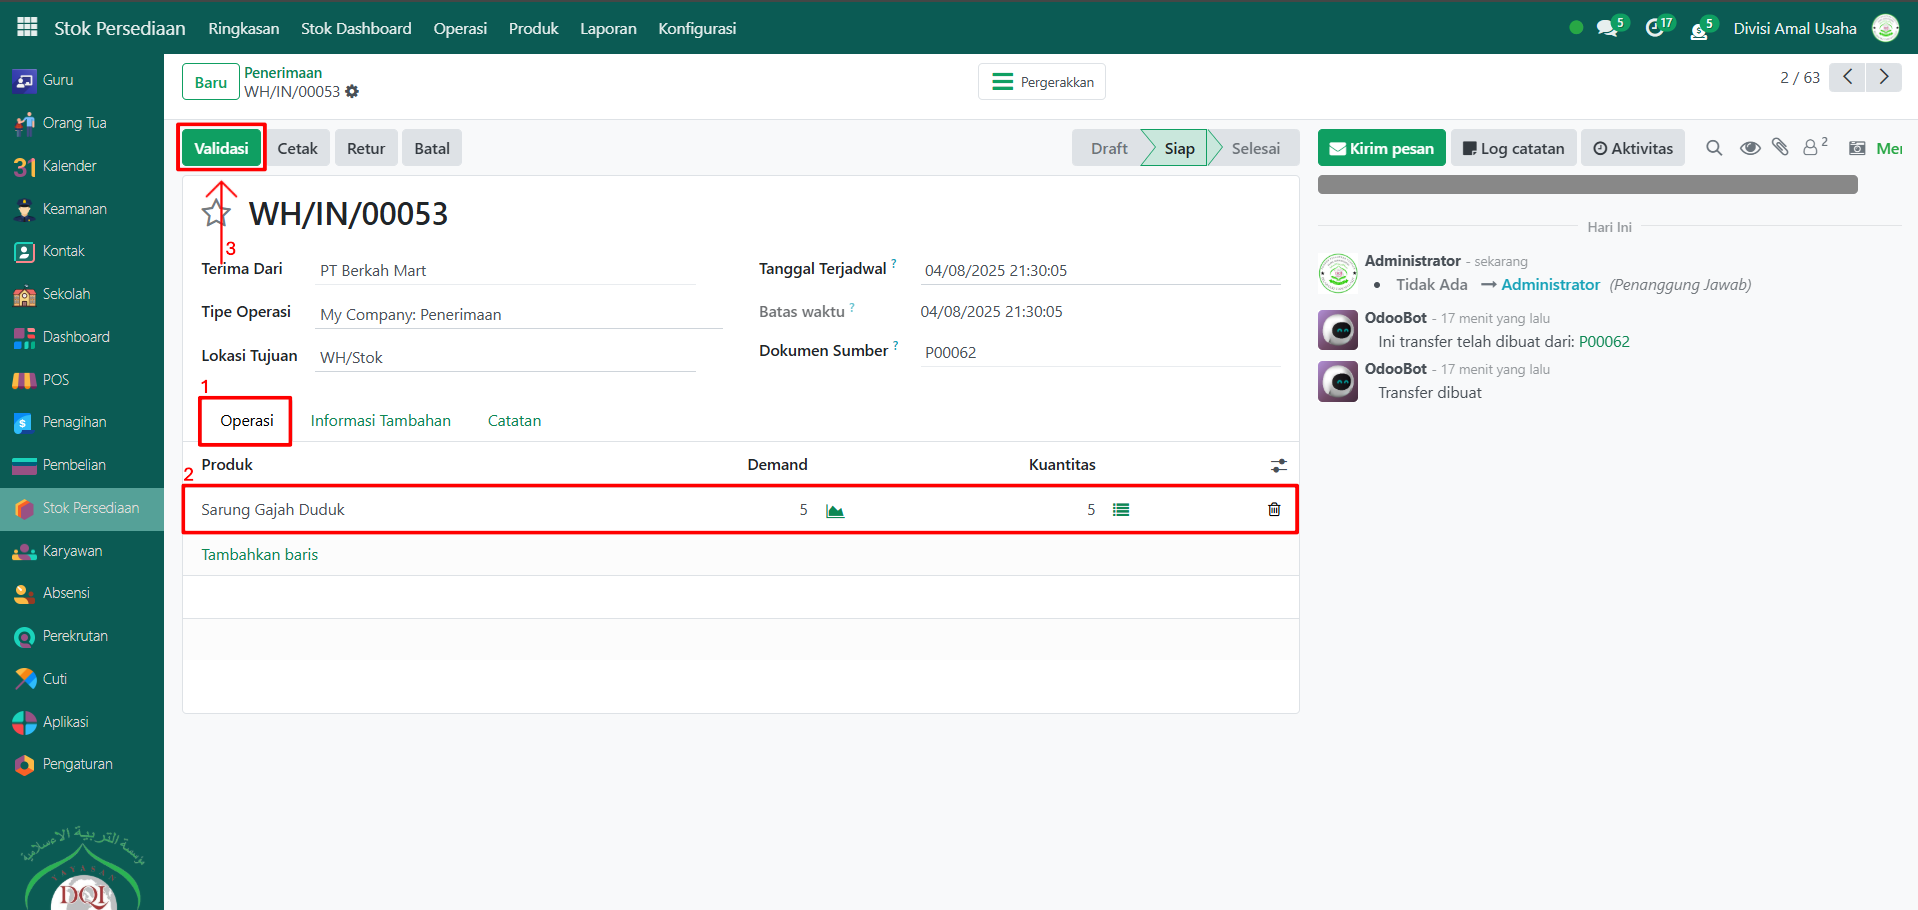 Stok Persediaan Ringkasan Stok Dashboard Operasi Produk Laporan Konfigurasi 5 17 5 Divisi Amal Usaha
Guru
Orang Tua
31 Kalender
Keamanan
Kontak
Sekolah
Dashboard
POS
Penagihan
Pembelian
Stok Persediaan
Karyawan
Absensi
Perekrutan
Cuti
Aplikasi
Pengaturan
مؤسسة التربية الإسلامية
YAYASAN
DQI
Baru
Penerimaan
WH/IN/00053
Pergerakkan
2 / 63
Validasi Cetak Retur Batal
Draft Siap Selesai
3
WH/IN/00053
Terima Dari PT Berkah Mart
Tipe Operasi My Company: Penerimaan
Lokasi Tujuan WH/Stok
Tanggal Terjadwal ? 04/08/2025 21:30:05
Batas waktu ? 04/08/2025 21:30:05
Dokumen Sumber ? P00062
1
Operasi Informasi Tambahan Catatan
2
Produk Demand Kuantitas
Sarung Gajah Duduk 5 5
Tambahkan baris
Kirim pesan Log catatan Aktivitas 2
Hari Ini
Administrator - sekarang
• Tidak Ada → Administrator (Penanggung Jawab)
OdooBot - 17 menit yang lalu
Ini transfer telah dibuat dari: P00062
OdooBot - 17 menit yang lalu
Transfer dibuat